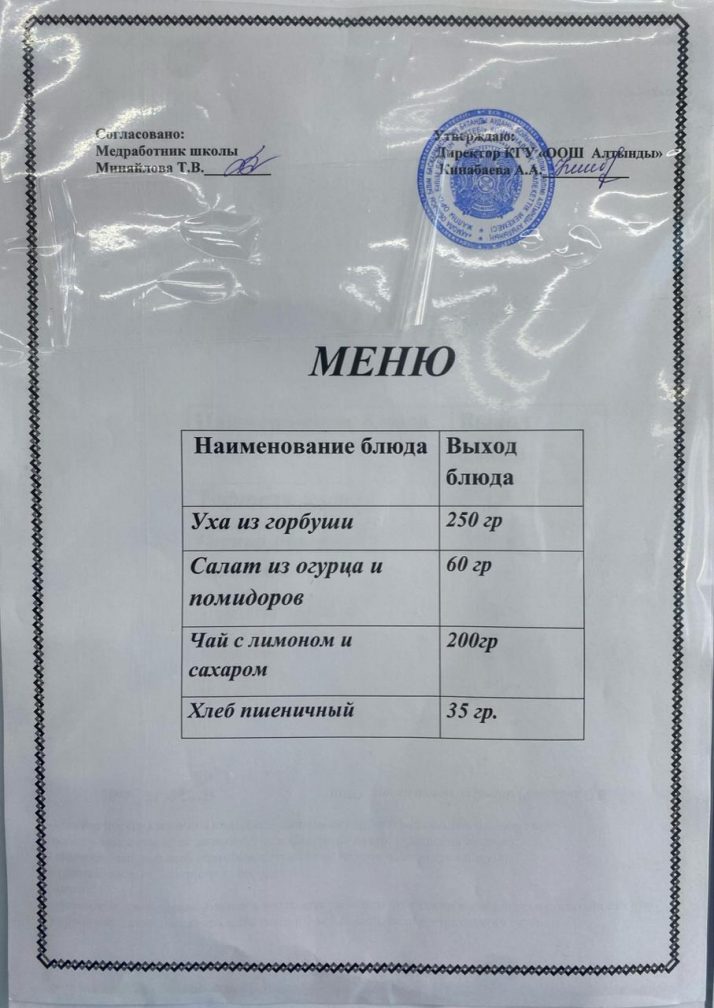 Согласовано:
Медработник школы
Миняйлова Т.В.
Утверждаю:
Директор КГУ «ООШ Алтынды»
Кинабаева А.А.
МЕНЮ
Наименование блюда
Выход
блюда
Уха из горбуши
250 гр
Салат из огурца и
помидоров
60 гр
Чай с лимоном и
сахаром
200гр
Хлеб пшеничный
35 гр.